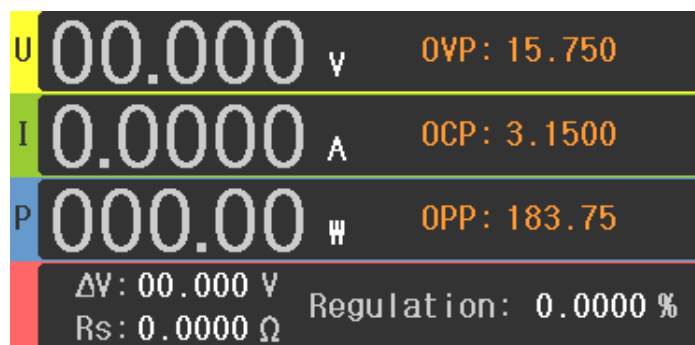 U 00.000 V OVP: 15.750
I 0.0000 A OCP: 3.1500
P 000.00 W OPP: 183.75
ΔV: 00.000 V
Rs: 0.0000 Ω
Regulation: 0.0000 %